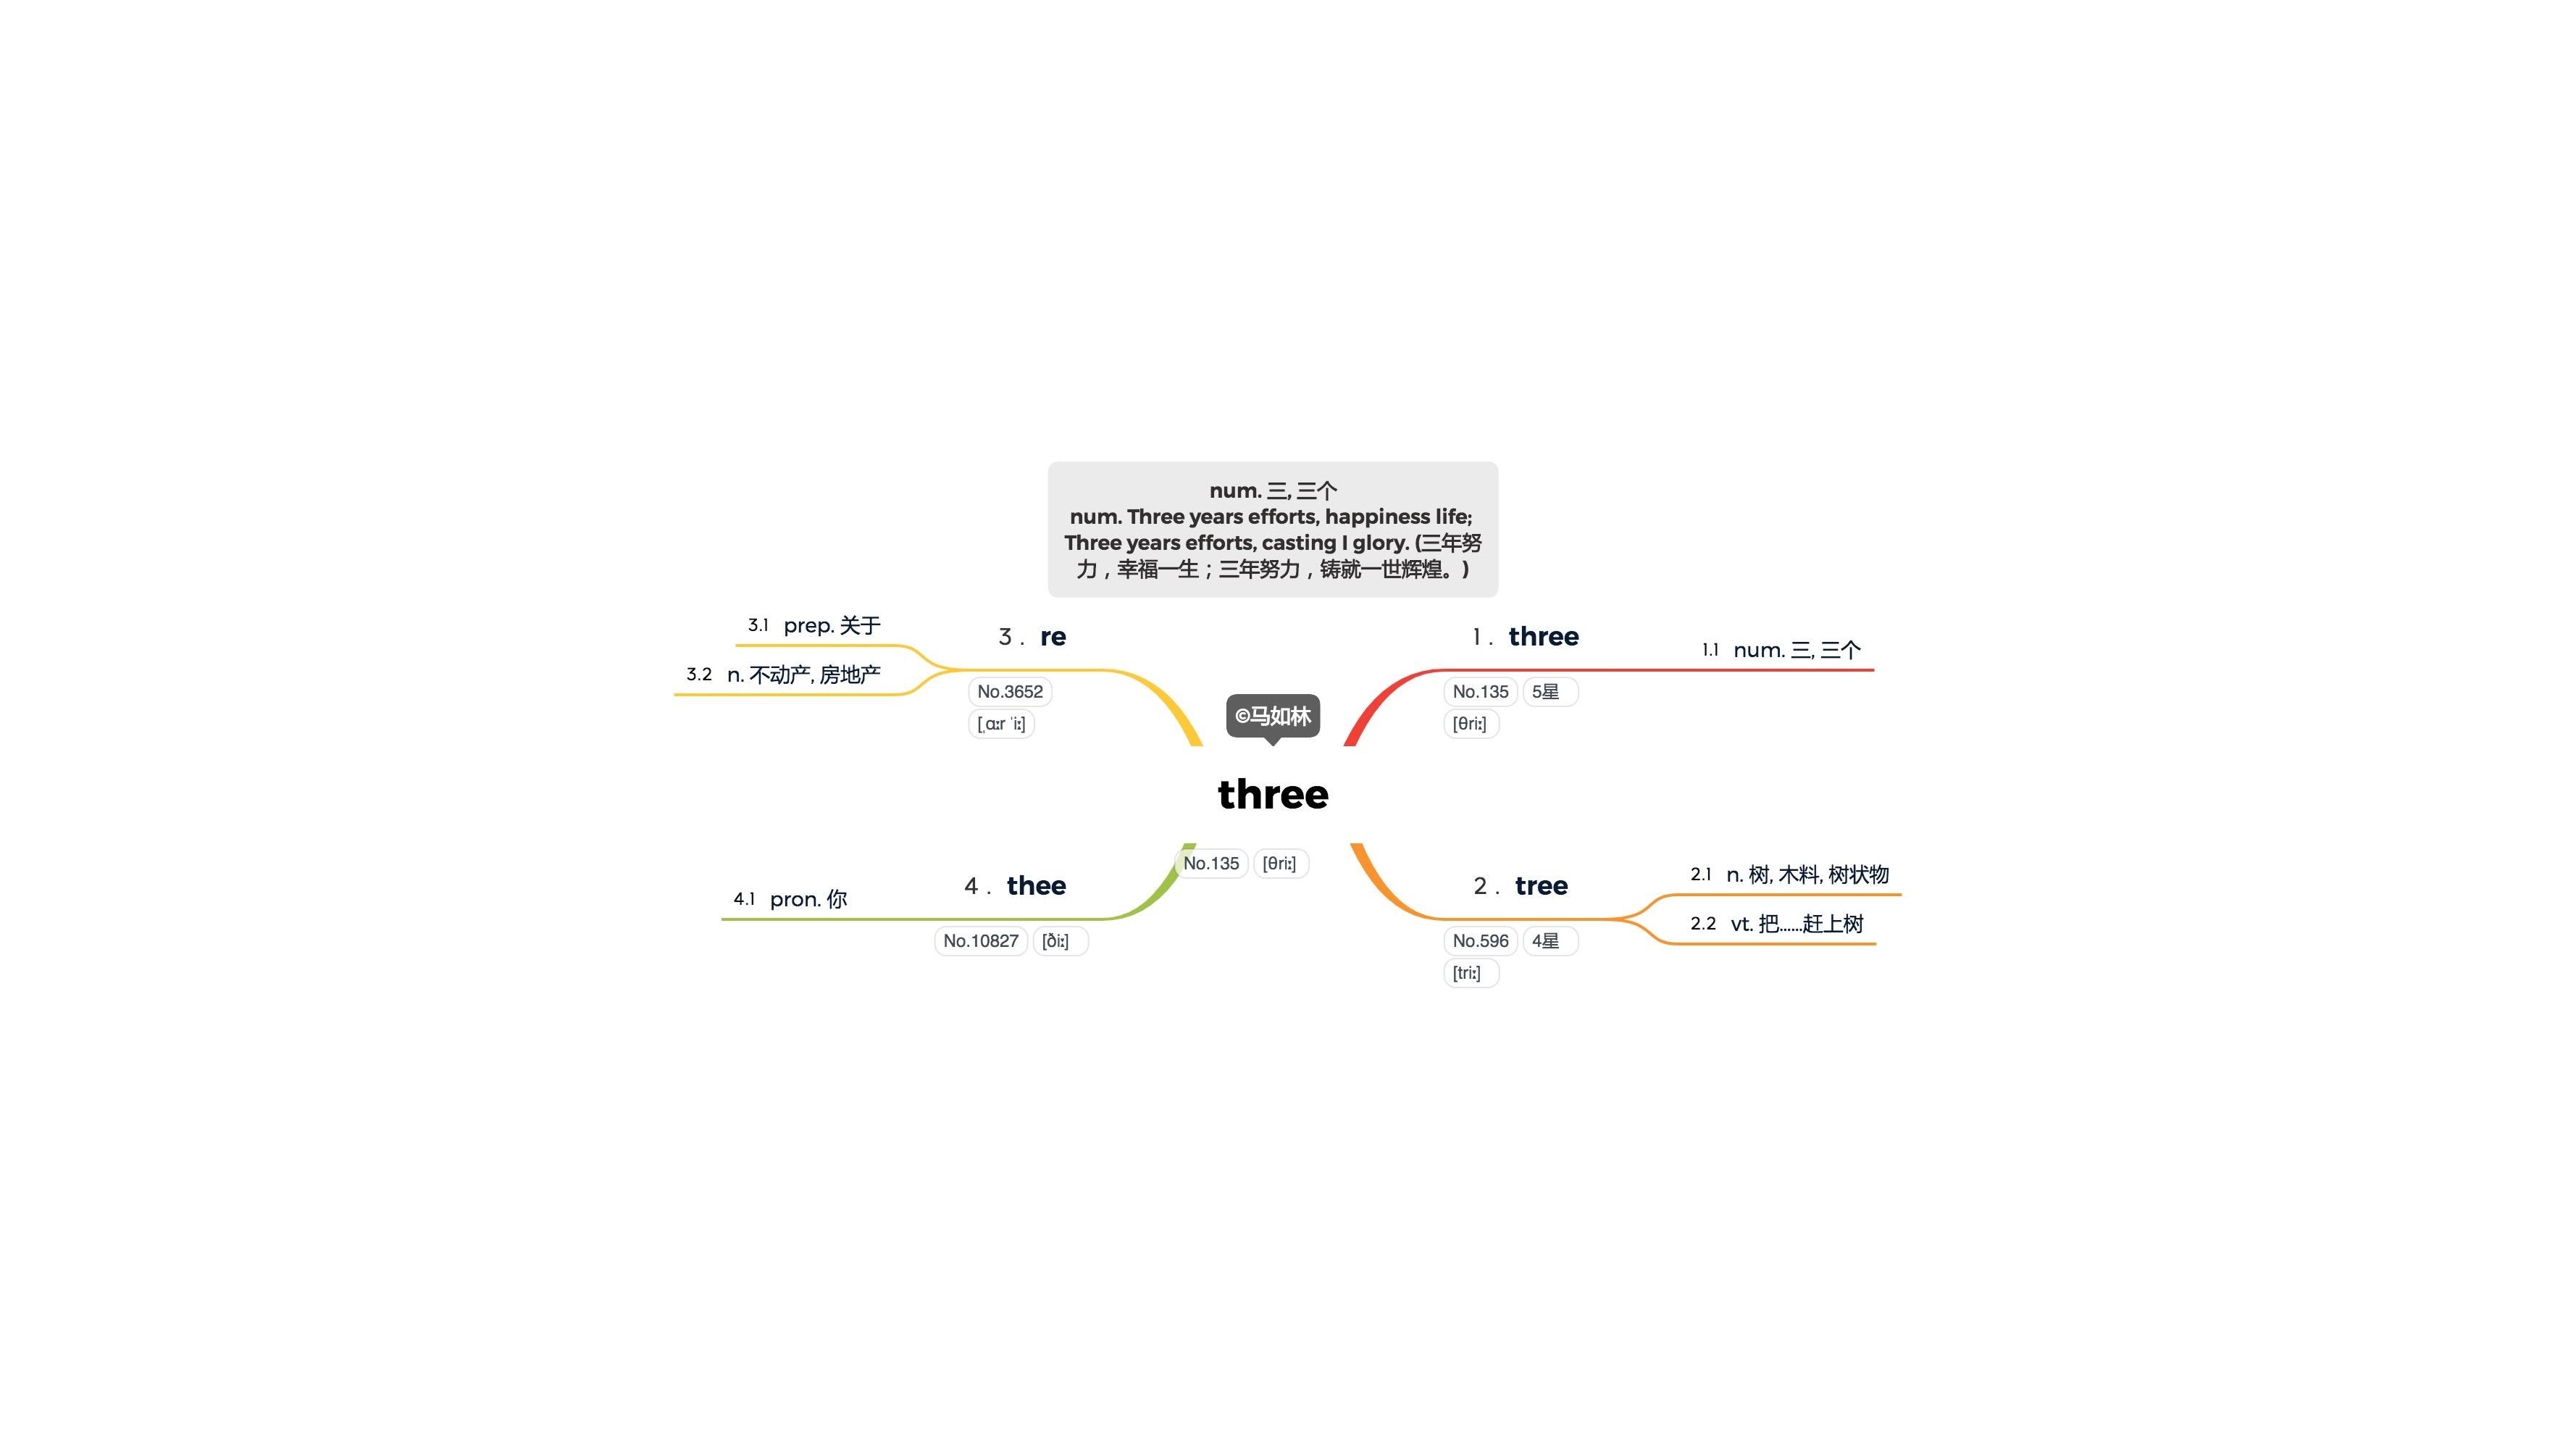 num. 三, 三个
num. Three years efforts, happiness life;
Three years efforts, casting I glory. (三年努
力，幸福一生；三年努力，铸就一世辉煌。)
©马如林
three
No.135 [θriː]
1. three
No.135 5星
[θriː]
1.1 num. 三, 三个
2. tree
No.596 4星
[triː]
2.1 n. 树, 木料, 树状物
2.2 vt. 把……赶上树
3. re
No.3652
[ˌɑːr ˈiː]
3.1 prep. 关于
3.2 n. 不动产, 房地产
4. thee
No.10827 [ðiː]
4.1 pron. 你